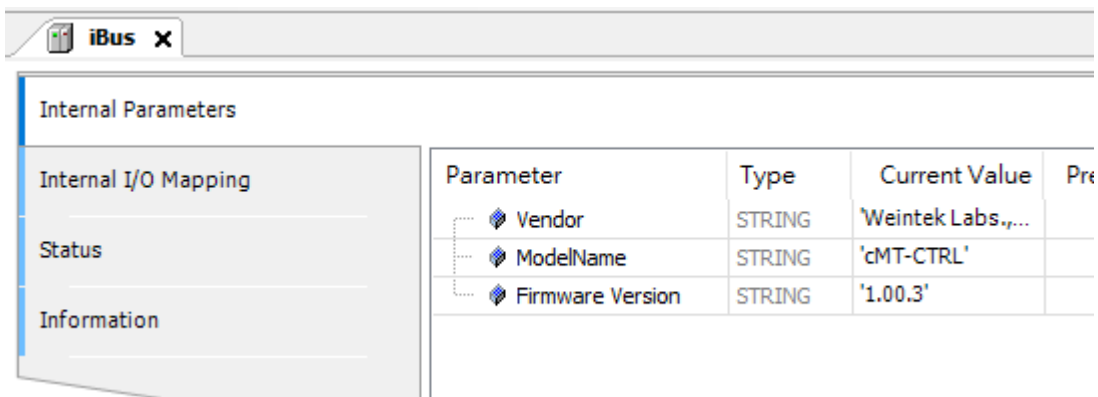 iBus
Internal Parameters
Internal I/O Mapping
Status
Information
Parameter Type Current Value Pre
Vendor STRING 'Weintek Labs.,...
ModelName STRING 'cMT-CTRL'
Firmware Version STRING '1.00.3'